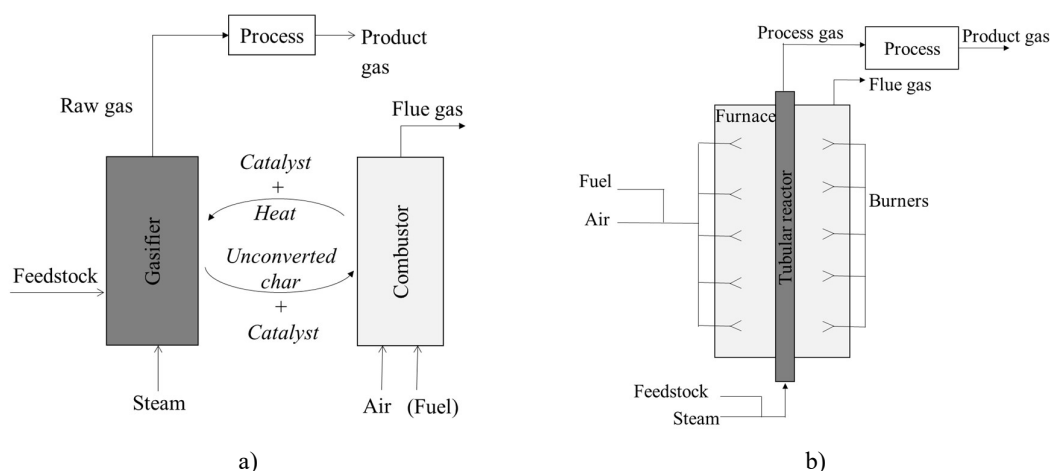 Process
Product
gas
Raw gas
Flue gas
Catalyst
+
Heat
Gasifier
Combustor
Feedstock
Unconverted
char
+
Catalyst
Steam
Air
(Fuel)
a)
Process gas
Process
Product gas
Flue gas
Furnace
Tubular reactor
Fuel
Air
Burners
Feedstock
Steam
b)